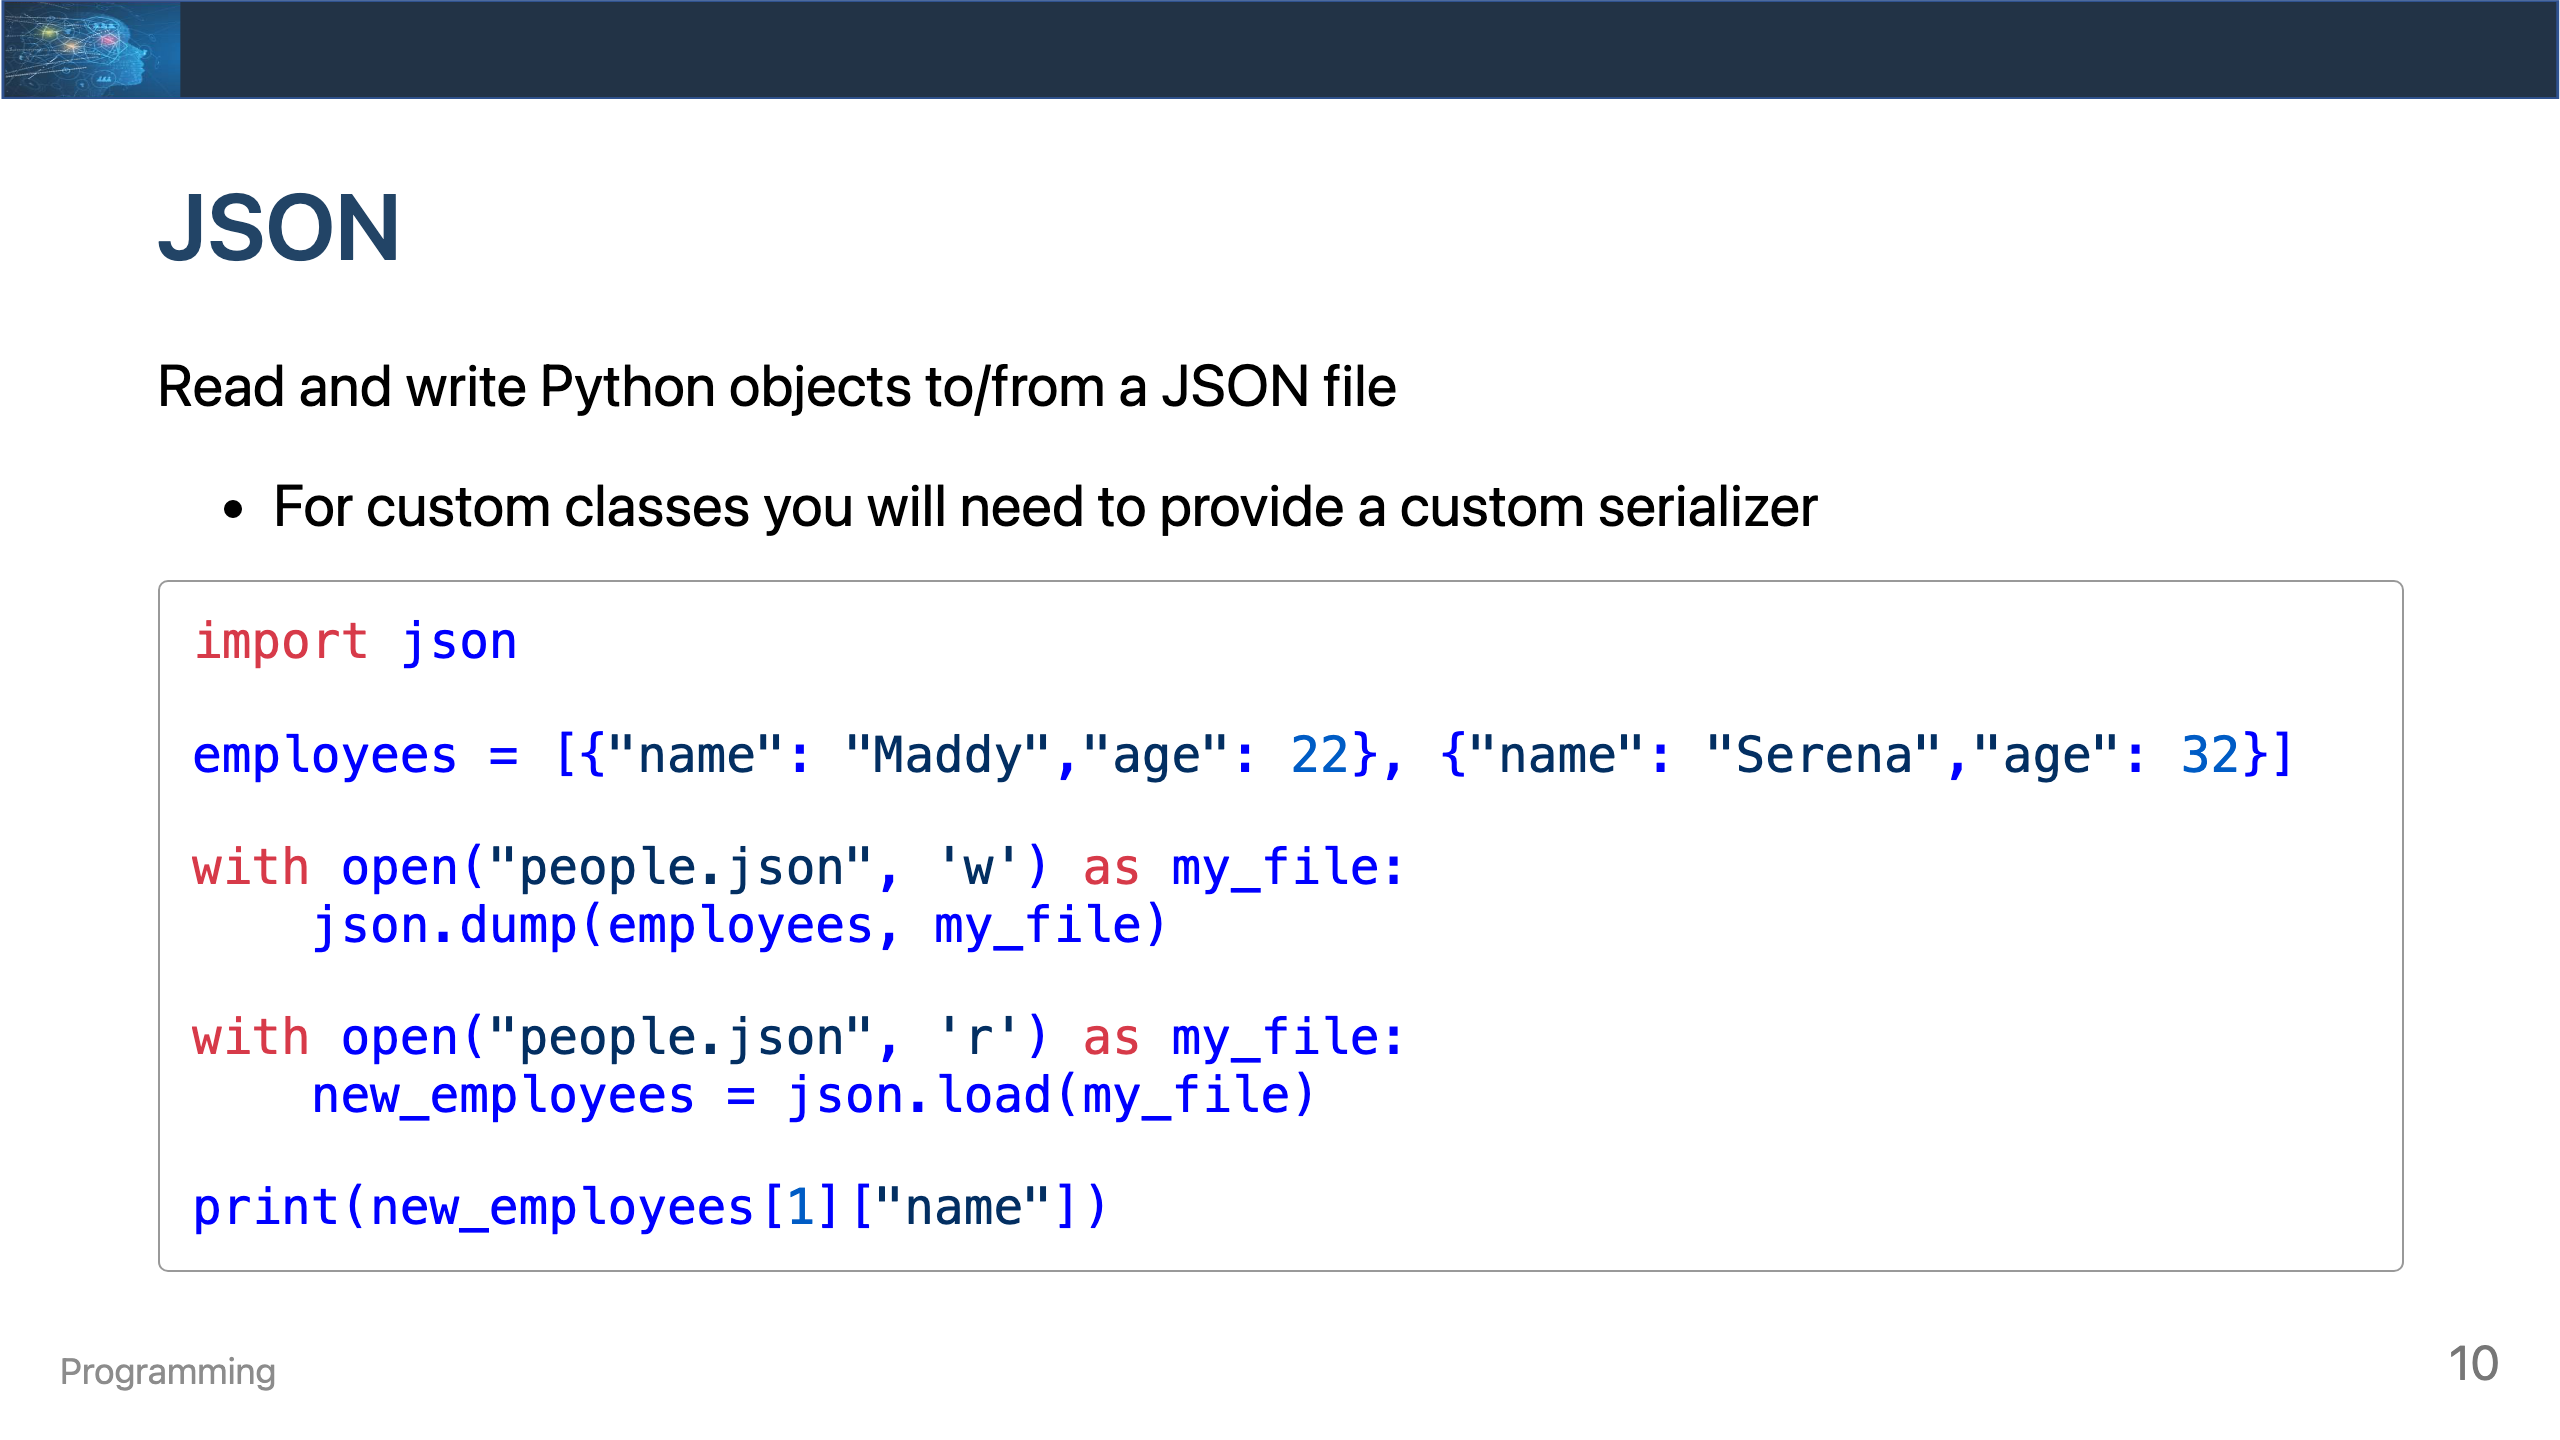 JSON
Read and write Python objects to/from a JSON file
• For custom classes you will need to provide a custom serializer
import json
employees = [{"name": "Maddy","age": 22}, {"name": "Serena","age": 32}]
with open("people.json", 'w') as my_file:
    json.dump(employees, my_file)
with open("people.json", 'r') as my_file:
    new_employees = json.load(my_file)
print(new_employees[1]["name"])
Programming
10